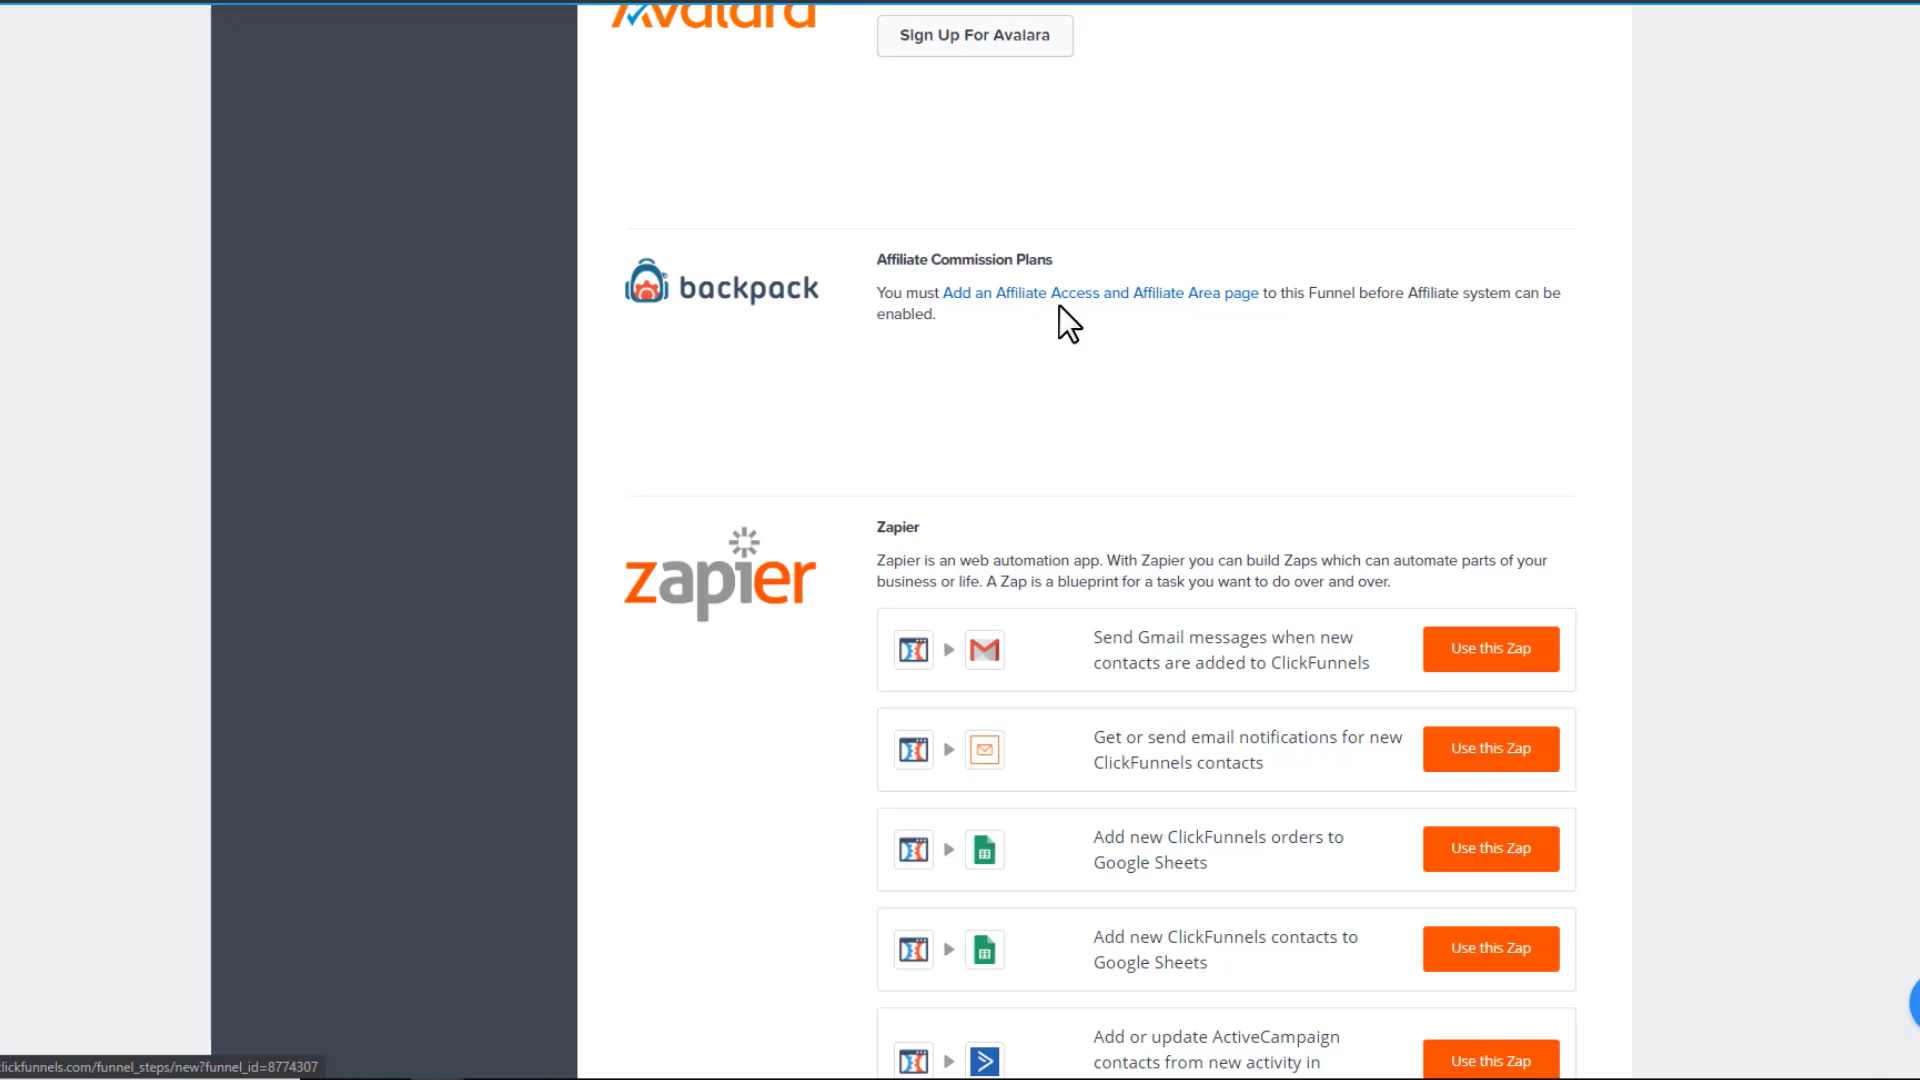 Avalara
Sign Up For Avalara
backpack
Affiliate Commission Plans
You must Add an Affiliate Access and Affiliate Area page to this Funnel before Affiliate system can be
enabled.
zapier
Zapier
Zapier is an web automation app. With Zapier you can build Zaps which can automate parts of your
business or life. A Zap is a blueprint for a task you want to do over and over.
Send Gmail messages when new
contacts are added to ClickFunnels
Use this Zap
Get or send email notifications for new
ClickFunnels contacts
Use this Zap
Add new ClickFunnels orders to
Google Sheets
Use this Zap
Add new ClickFunnels contacts to
Google Sheets
Use this Zap
Add or update ActiveCampaign
contacts from new activity in
Use this Zap
clickfunnels.com/funnel_steps/new?funnel_id=8774307